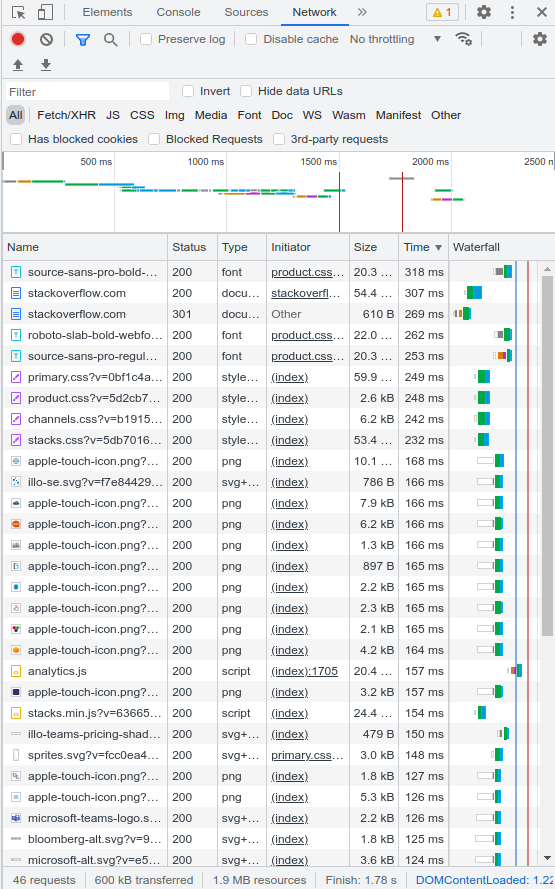 Elements Console Sources Network » 1
Preserve log Disable cache No throttling
Filter Invert Hide data URLs
All Fetch/XHR JS CSS Img Media Font Doc WS Wasm Manifest Other
Has blocked cookies Blocked Requests 3rd-party requests
500 ms 1000 ms 1500 ms 2000 ms 2500 n
Name Status Type Initiator Size Time Waterfall
source-sans-pro-bold-… 200 font product.css… 20.3 … 318 ms
stackoverflow.com 200 docu… stackoverfl… 54.4 … 307 ms
stackoverflow.com 301 docu… Other 610 B 269 ms
roboto-slab-bold-webfo… 200 font product.css… 22.0 … 262 ms
source-sans-pro-regul… 200 font product.css… 20.3 … 253 ms
primary.css?v=0bf1c4a… 200 style… (index) 59.9 … 249 ms
product.css?v=5d2cb7… 200 style… (index) 2.6 kB 248 ms
channels.css?v=b1915… 200 style… (index) 6.2 kB 242 ms
stacks.css?v=5db7016… 200 style… (index) 53.4 … 232 ms
apple-touch-icon.png?… 200 png (index) 10.1 … 168 ms
illo-se.svg?v=f7e84429… 200 svg+… (index) 786 B 166 ms
apple-touch-icon.png?… 200 png (index) 7.9 kB 166 ms
apple-touch-icon.png?… 200 png (index) 6.2 kB 166 ms
apple-touch-icon.png?… 200 png (index) 1.3 kB 166 ms
apple-touch-icon.png?… 200 png (index) 897 B 165 ms
apple-touch-icon.png?… 200 png (index) 2.2 kB 165 ms
apple-touch-icon.png?… 200 png (index) 2.3 kB 165 ms
apple-touch-icon.png?… 200 png (index) 2.1 kB 165 ms
apple-touch-icon.png?… 200 png (index) 4.2 kB 164 ms
analytics.js 200 script (index):1705 20.4 … 157 ms
apple-touch-icon.png?… 200 png (index) 3.2 kB 157 ms
stacks.min.js?v=63665… 200 script (index) 24.4 … 154 ms
illo-teams-pricing-shad… 200 svg+… (index) 479 B 150 ms
sprites.svg?v=fcc0ea4… 200 svg+… primary.css… 3.0 kB 148 ms
apple-touch-icon.png?… 200 png (index) 1.8 kB 127 ms
apple-touch-icon.png?… 200 png (index) 5.3 kB 126 ms
microsoft-teams-logo.s… 200 svg+… (index) 2.2 kB 126 ms
bloomberg-alt.svg?v=9… 200 svg+… (index) 1.8 kB 125 ms
microsoft-alt.svg?v=e5… 200 svg+… (index) 3.6 kB 124 ms
46 requests 600 kB transferred 1.9 MB resources Finish: 1.78 s DOMContentLoaded: 1.22